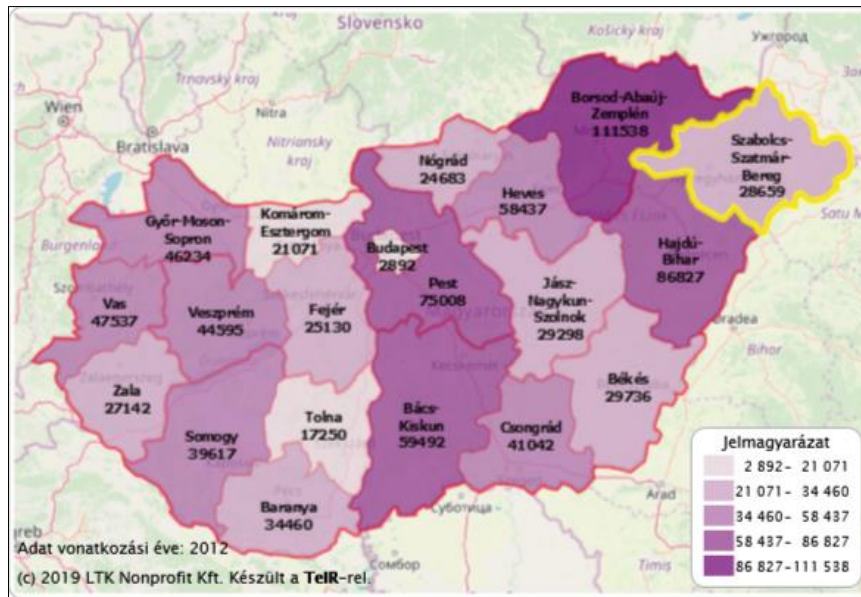 Slovensko
Košický kraj
Ужгород
Wien
Trnavský kraj
Nitra
Bratislava
Nitriansky
kraj
Borsod-Abaúj-
Zemplén
111538
Szabolcs-
Szatmár-
Bereg
28659
Nógrád
24683
Heves
58437
Satu M
Győr-Moson-
Sopron
46234
Komárom-
Esztergom
21071
Budapest
2892
Burgenland
Hajdú-
Bihar
86827
Pest
75008
Jász-
Nagykun-
Szolnok
29298
Vas
47537
Veszprém
44595
Fejér
25130
Oradea
Bihor
Kecskemét
Zala
27142
Békés
29736
Tolna
17250
Bács-
Kiskun
59492
Csongrád
41042
Somogy
39617
Baranya
34460
Суботица
Arad
Timiș
Сомбор
greb
Jelmagyarázat
2 892- 21 071
21 071- 34 460
34 460- 58 437
58 437- 86 827
86 827-111 538
Adat vonatkozási éve: 2012
(c) 2019 LTK Nonprofit Kft. Készült a TeIR-rel.